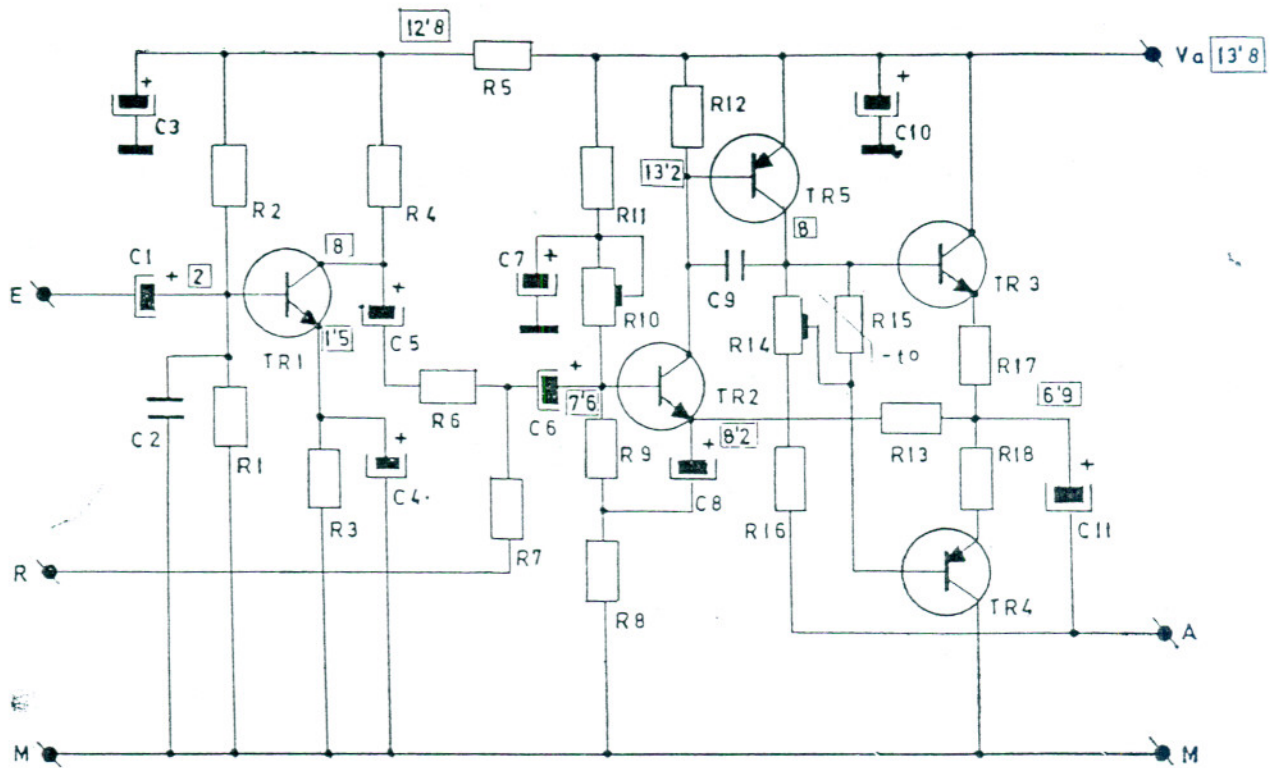 12'8
Va 13'8
R5
+
C3
R12
+
C10
R2
R4
13'2
TR5
R11
8
8
C1
+ 2
C7
+
E
+
C9
TR3
R10
R14
R15
-tº
R17
1'5
TR1
C5
+
TR2
6'9
R6
C6
7'6
8'2
R13
R18
C2
R1
+
R9
+
+
R3
C4
C8
R16
C11
R7
R
R8
TR4
A
M
M